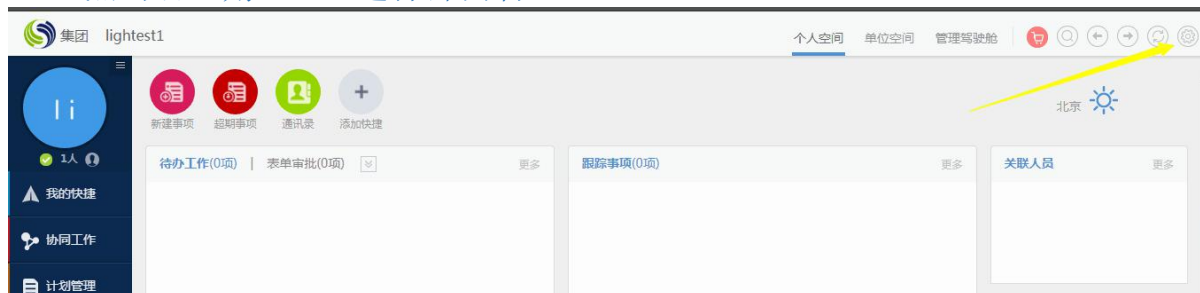 集团 lightest1
个人空间 单位空间 管理驾驶舱
li
新建事项 超期事项 通讯录 添加快捷
北京
1人
待办工作(0项) | 表单审批(0项) 更多
跟踪事项(0项) 更多
关联人员 更多
我的快捷
协同工作
计划管理